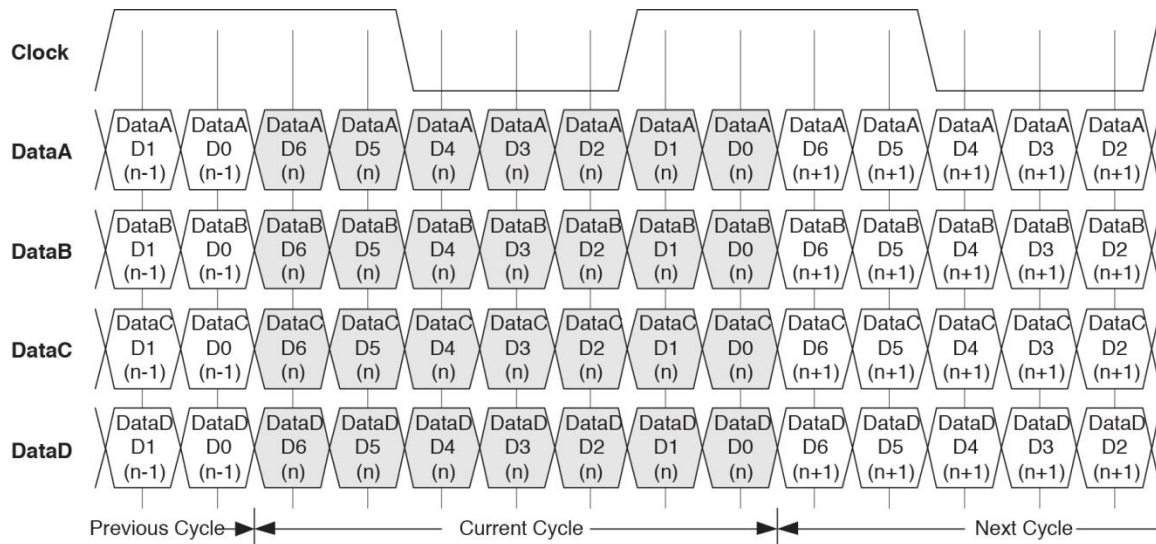 Clock
DataA DataA DataA DataA DataA DataA DataA DataA DataA DataA DataA DataA DataA DataA
DataA D1 D0 D6 D5 D4 D3 D2 D1 D0 D6 D5 D4 D3 D2
(n-1) (n-1) (n) (n) (n) (n) (n) (n) (n) (n+1) (n+1) (n+1) (n+1) (n+1)
DataB DataB DataB DataB DataB DataB DataB DataB DataB DataB DataB DataB DataB DataB
DataB D1 D0 D6 D5 D4 D3 D2 D1 D0 D6 D5 D4 D3 D2
(n-1) (n-1) (n) (n) (n) (n) (n) (n) (n) (n+1) (n+1) (n+1) (n+1) (n+1)
DataC DataC DataC DataC DataC DataC DataC DataC DataC DataC DataC DataC DataC DataC
DataC D1 D0 D6 D5 D4 D3 D2 D1 D0 D6 D5 D4 D3 D2
(n-1) (n-1) (n) (n) (n) (n) (n) (n) (n) (n+1) (n+1) (n+1) (n+1) (n+1)
DataD DataD DataD DataD DataD DataD DataD DataD DataD DataD DataD DataD DataD DataD
DataD D1 D0 D6 D5 D4 D3 D2 D1 D0 D6 D5 D4 D3 D2
(n-1) (n-1) (n) (n) (n) (n) (n) (n) (n) (n+1) (n+1) (n+1) (n+1) (n+1)
Previous Cycle Current Cycle Next Cycle